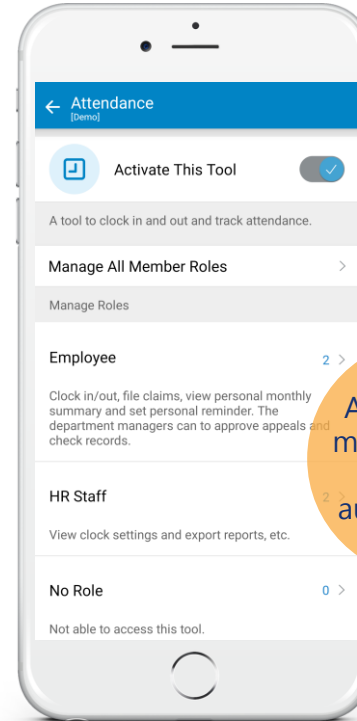 Attendance
[Demo]
Activate This Tool
A tool to clock in and out and track attendance.
Manage All Member Roles
Manage Roles
Employee 2
Clock in/out, file claims, view personal monthly
summary and set personal reminder. The
department managers can to approve appeals and
check records.
HR Staff 2
View clock settings and export reports, etc.
No Role 0
Not able to access this tool.